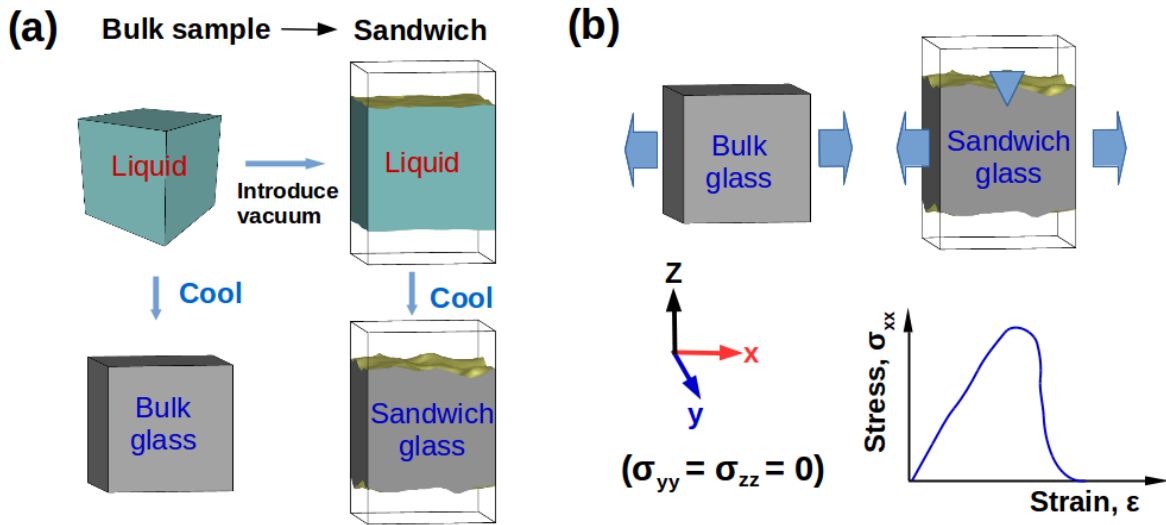 (a)
Bulk sample
Sandwich
Liquid
Introduce
vacuum
Liquid
Cool
Cool
Bulk
glass
Sandwich
glass
(b)
Bulk
glass
Sandwich
glass
Z
x
y
(σyy = σzz = 0)
Stress, σxx
Strain, ε